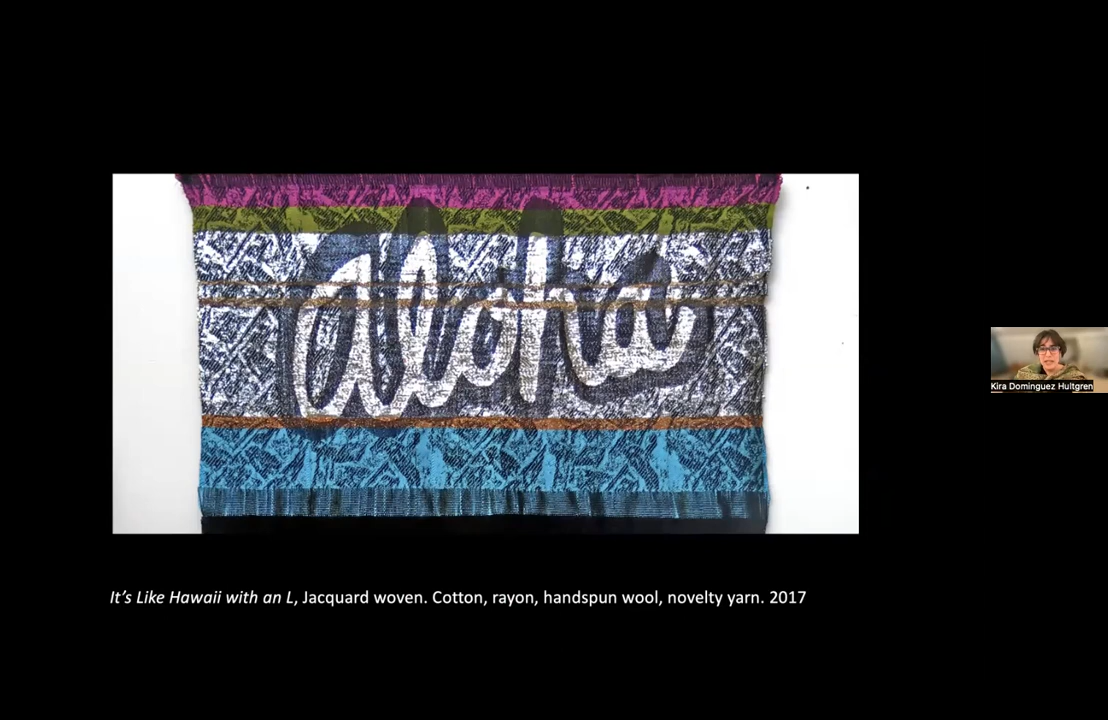 aloha
Kira Dominguez Hultgren
It's Like Hawaii with an L, Jacquard woven. Cotton, rayon, handspun wool, novelty yarn. 2017